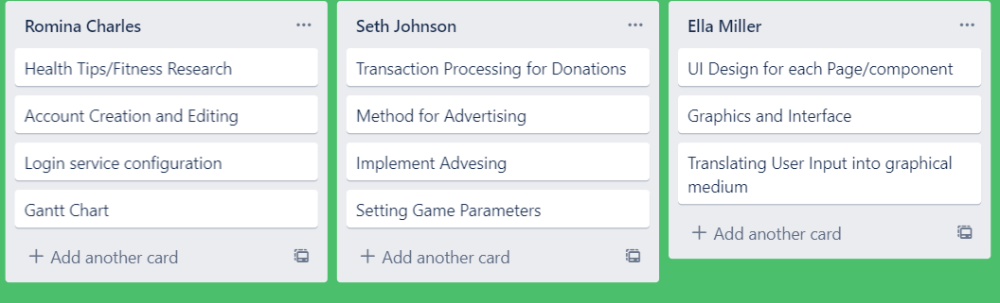 Romina Charles
Health Tips/Fitness Research
Account Creation and Editing
Login service configuration
Gantt Chart
+ Add another card
Seth Johnson
Transaction Processing for Donations
Method for Advertising
Implement Advesing
Setting Game Parameters
+ Add another card
Ella Miller
UI Design for each Page/component
Graphics and Interface
Translating User Input into graphical
medium
+ Add another card